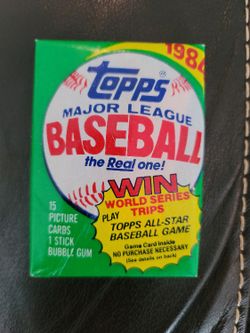 Topps®
MAJOR LEAGUE
BASEBALL
the Real one!
WIN
WORLD SERIES
TRIPS
PLAY
TOPPS ALL-STAR
BASEBALL GAME
Game Card Inside
NO PURCHASE NECESSARY
(See details on back)
15
PICTURE
CARDS
1 STICK
BUBBLE GUM